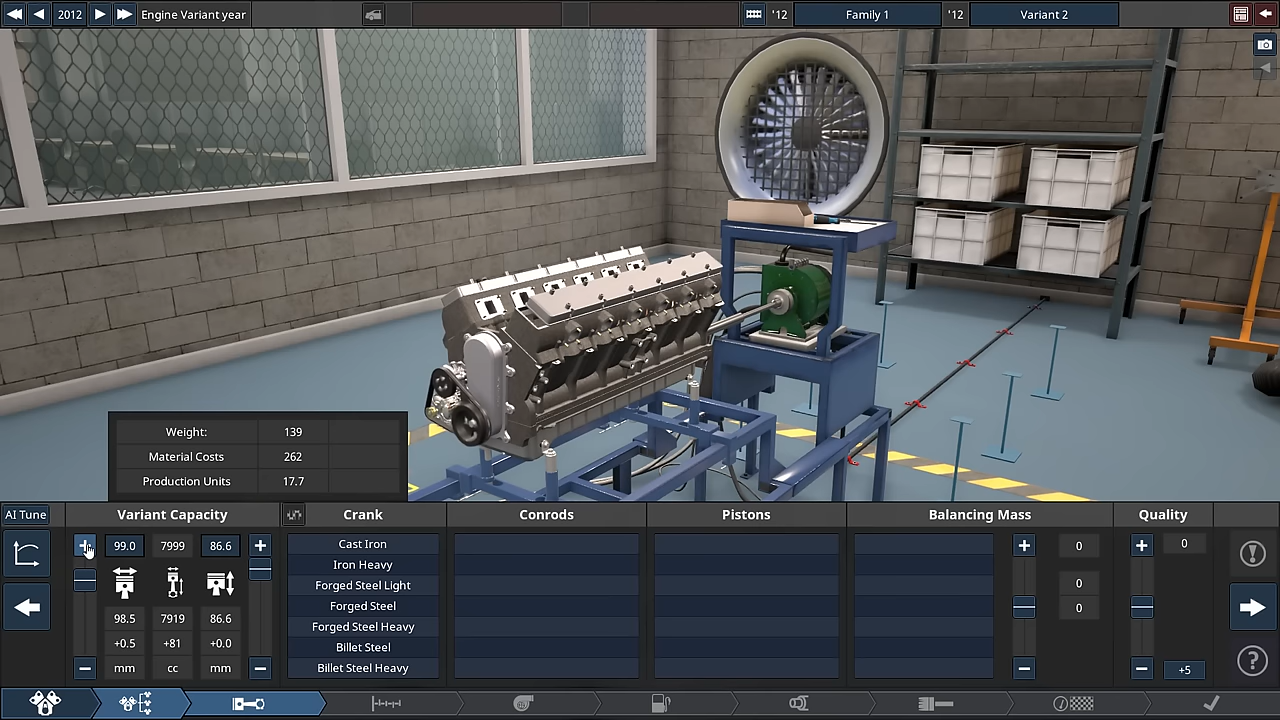 2012 Engine Variant year '12 Family 1 '12 Variant 2
Weight: 139
Material Costs 262
Production Units 17.7
AI Tune Variant Capacity Crank Conrods Pistons Balancing Mass Quality
99.0 7999 86.6 Cast Iron 0 0
Iron Heavy
Forged Steel Light 0
Forged Steel 0
98.5 7919 86.6 Forged Steel Heavy
+0.5 +81 +0.0 Billet Steel
mm cc mm Billet Steel Heavy +5